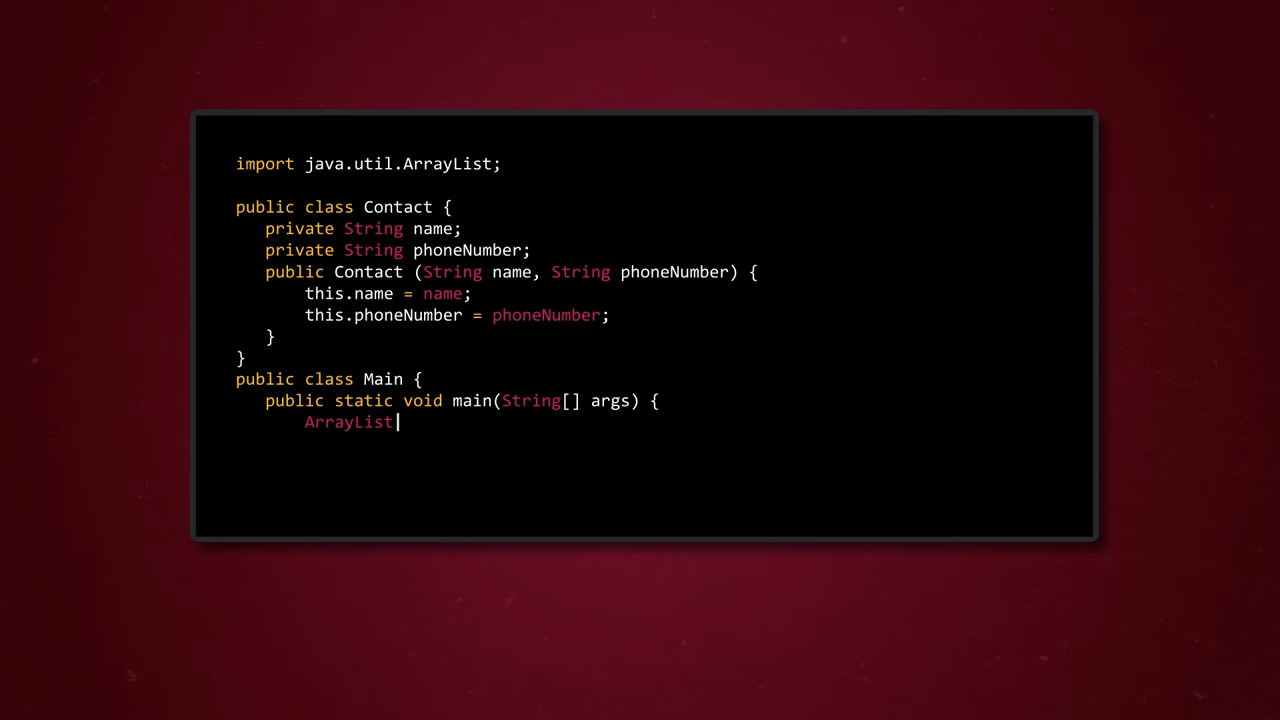 import java.util.ArrayList;
public class Contact {
private String name;
private String phoneNumber;
public Contact (String name, String phoneNumber) {
this.name = name;
this.phoneNumber = phoneNumber;
}
}
public class Main {
public static void main(String[] args) {
ArrayList